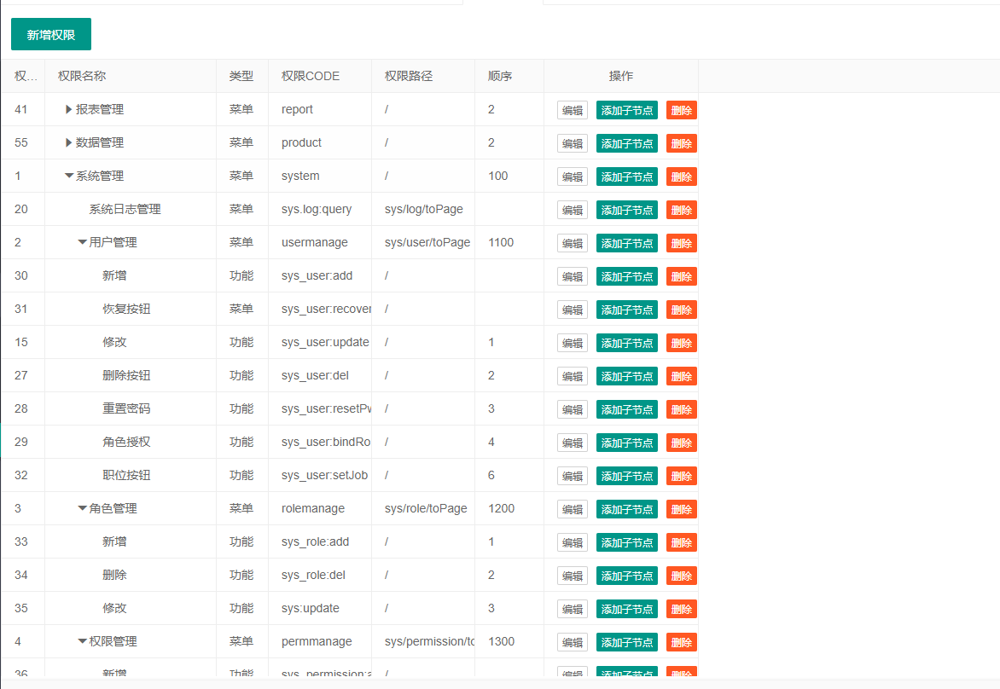 新增权限
权... 权限名称 类型 权限CODE 权限路径 顺序 操作
41 报表管理 菜单 report / 2 编辑 添加子节点 删除
55 数据管理 菜单 product / 2 编辑 添加子节点 删除
1 系统管理 菜单 system / 100 编辑 添加子节点 删除
20 系统日志管理 菜单 sys.log:query sys/log/toPage 编辑 添加子节点 删除
2 用户管理 菜单 usermanage sys/user/toPage 1100 编辑 添加子节点 删除
30 新增 功能 sys_user:add / 编辑 添加子节点 删除
31 恢复按钮 菜单 sys_user:recover / 编辑 添加子节点 删除
15 修改 功能 sys_user:update / 1 编辑 添加子节点 删除
27 删除按钮 功能 sys_user:del / 2 编辑 添加子节点 删除
28 重置密码 功能 sys_user:resetPw / 3 编辑 添加子节点 删除
29 角色授权 功能 sys_user:bindRo / 4 编辑 添加子节点 删除
32 职位按钮 功能 sys_user:setJob / 6 编辑 添加子节点 删除
3 角色管理 菜单 rolemanage sys/role/toPage 1200 编辑 添加子节点 删除
33 新增 功能 sys_role:add / 1 编辑 添加子节点 删除
34 删除 功能 sys_role:del / 2 编辑 添加子节点 删除
35 修改 功能 sys:update / 3 编辑 添加子节点 删除
4 权限管理 菜单 permmanage sys/permission/to 1300 编辑 添加子节点 删除
36 新增 功能 sys_permission:a / 编辑 添加子节点 删除